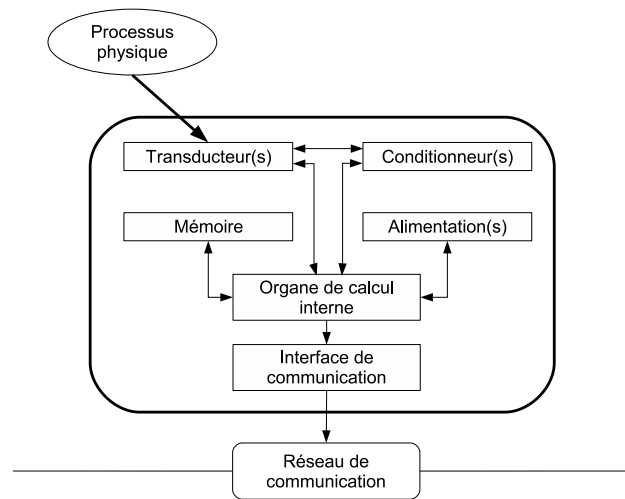 Processus
physique
Transducteur(s)
Conditionneur(s)
Mémoire
Alimentation(s)
Organe de calcul
interne
Interface de
communication
Réseau de
communication